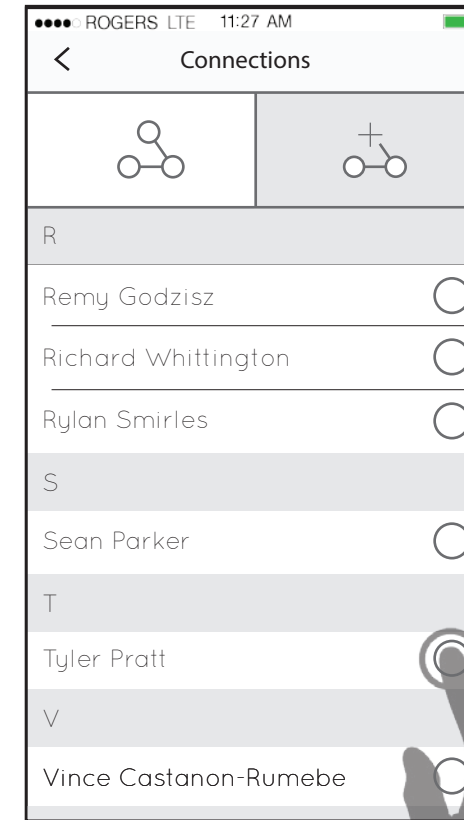 ROGERS LTE 11:27 AM
Connections
R
Remy Godzisz
Richard Whittington
Rylan Smirles
S
Sean Parker
T
Tyler Pratt
V
Vince Castanon-Rumebe